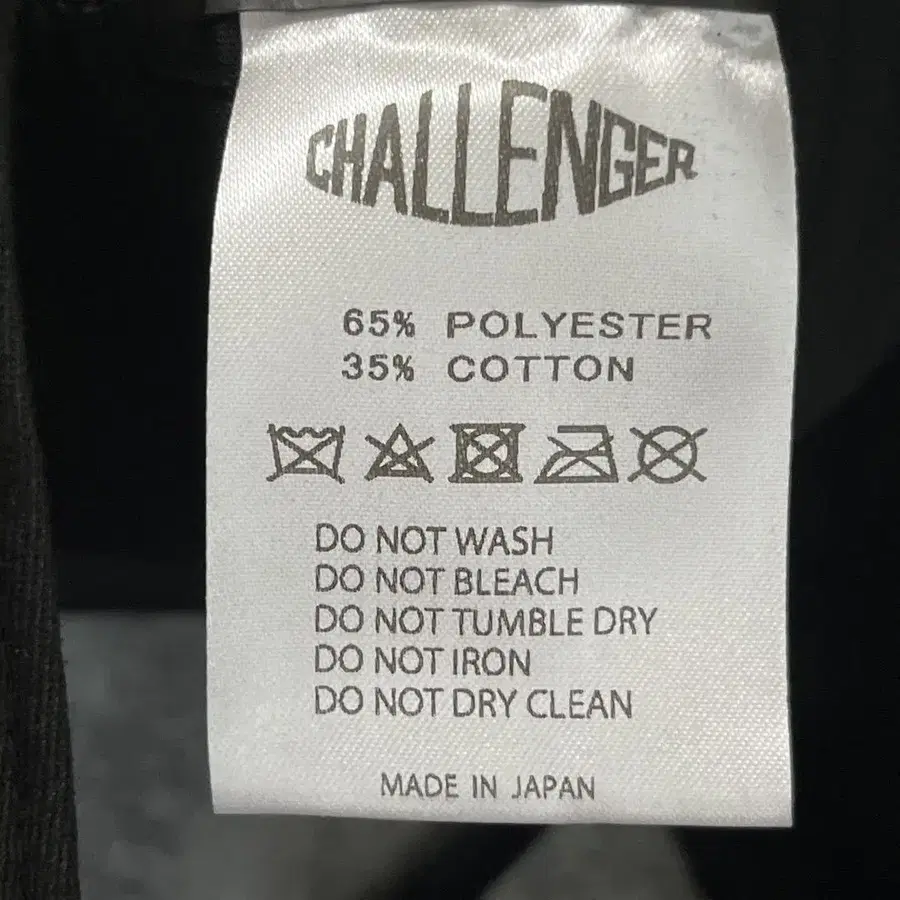 CHALLENGER
65% POLYESTER
35% COTTON
DO NOT WASH
DO NOT BLEACH
DO NOT TUMBLE DRY
DO NOT IRON
DO NOT DRY CLEAN
MADE IN JAPAN